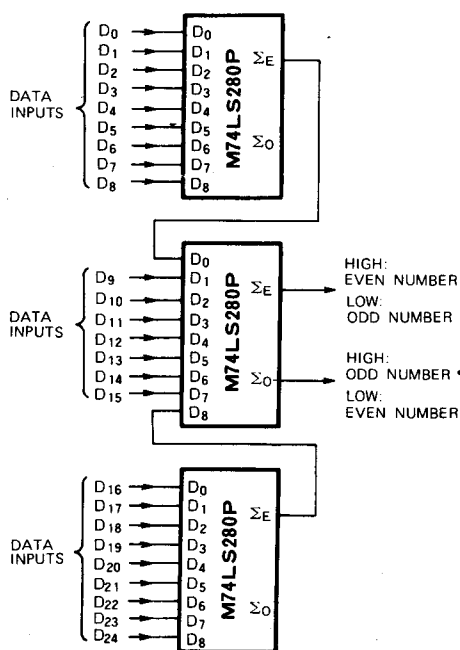 DATA INPUTS
D0 D0
D1 D1
D2 D2
D3 D3
D4 D4
D5 D5
D6 D6
D7 D7
D8 D8
M74LS280P
ΣE
ΣO
D0
DATA INPUTS
D9 D1
D10 D2
D11 D3
D12 D4
D13 D5
D14 D6
D15 D7
D8
M74LS280P
ΣE
ΣO
HIGH:
EVEN NUMBER
LOW:
ODD NUMBER
HIGH:
ODD NUMBER
LOW:
EVEN NUMBER
DATA INPUTS
D16 D0
D17 D1
D18 D2
D19 D3
D20 D4
D21 D5
D22 D6
D23 D7
D24 D8
M74LS280P
ΣE
ΣO